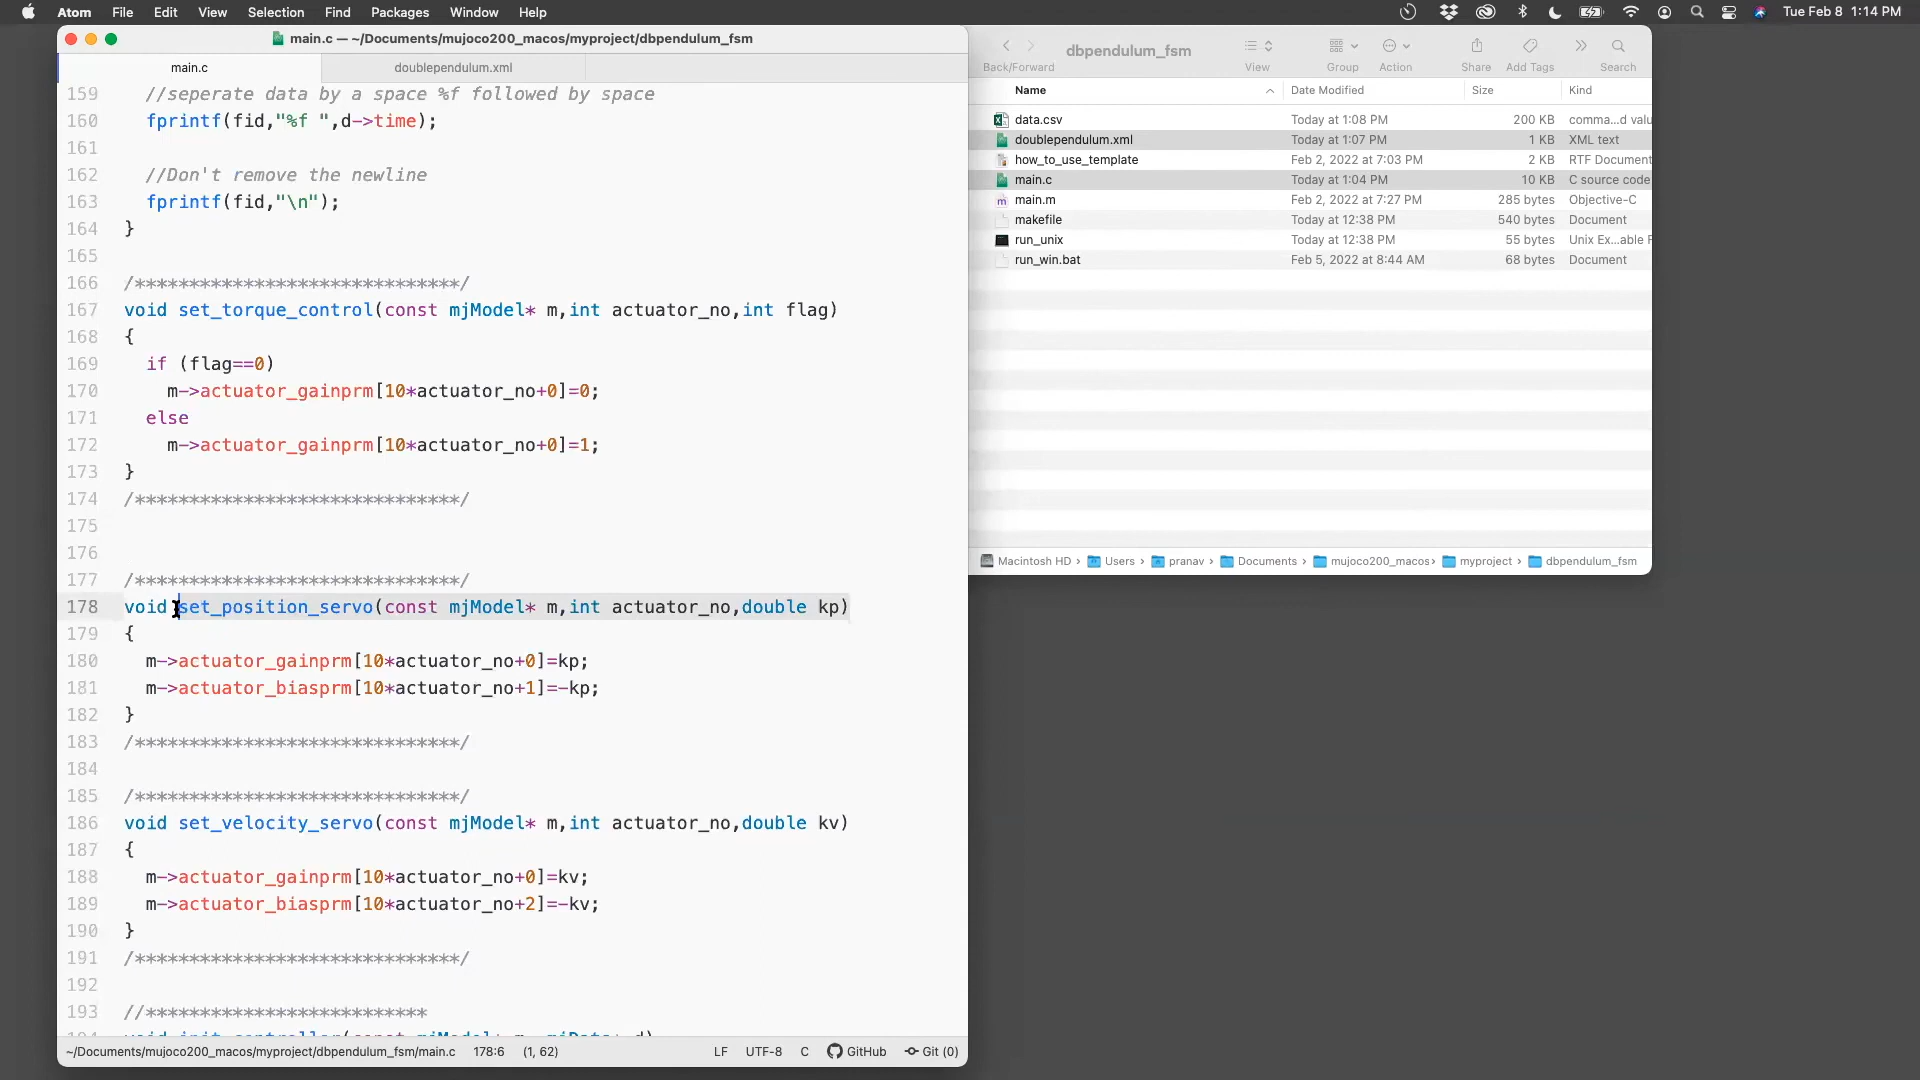 Atom File Edit View Selection Find Packages Window Help Tue Feb 8 1:14 PM
main.c — ~/Documents/mujoco200_macos/myproject/dbpendulum_fsm
main.c doublependulum.xml
159 //seperate data by a space %f followed by space
160 fprintf(fid,"%f ",d->time);
161
162 //Don't remove the newline
163 fprintf(fid,"\n");
164 }
165
166 /******************************/
167 void set_torque_control(const mjModel* m,int actuator_no,int flag)
168 {
169 if (flag==0)
170 m->actuator_gainprm[10*actuator_no+0]=0;
171 else
172 m->actuator_gainprm[10*actuator_no+0]=1;
173 }
174 /******************************/
175
176
177 /******************************/
178 void set_position_servo(const mjModel* m,int actuator_no,double kp)
179 {
180 m->actuator_gainprm[10*actuator_no+0]=kp;
181 m->actuator_biasprm[10*actuator_no+1]=-kp;
182 }
183 /******************************/
184
185 /******************************/
186 void set_velocity_servo(const mjModel* m,int actuator_no,double kv)
187 {
188 m->actuator_gainprm[10*actuator_no+0]=kv;
189 m->actuator_biasprm[10*actuator_no+2]=-kv;
190 }
191 /******************************/
192
193 //**************************
~/Documents/mujoco200_macos/myproject/dbpendulum_fsm/main.c 178:6 (1, 62) LF UTF-8 C GitHub Git (0)
dbpendulum_fsm
Back/Forward View Group Action Share Add Tags Search
Name Date Modified Size Kind
data.csv Today at 1:08 PM 200 KB comma...d valu
doublependulum.xml Today at 1:07 PM 1 KB XML text
how_to_use_template Feb 2, 2022 at 7:03 PM 2 KB RTF Document
main.c Today at 1:04 PM 10 KB C source code
main.m Feb 2, 2022 at 7:27 PM 285 bytes Objective-C
makefile Today at 12:38 PM 540 bytes Document
run_unix Today at 12:38 PM 55 bytes Unix Ex...able F
run_win.bat Feb 5, 2022 at 8:44 AM 68 bytes Document
Macintosh HD › Users › pranav › Documents › mujoco200_macos › myproject › dbpendulum_fsm